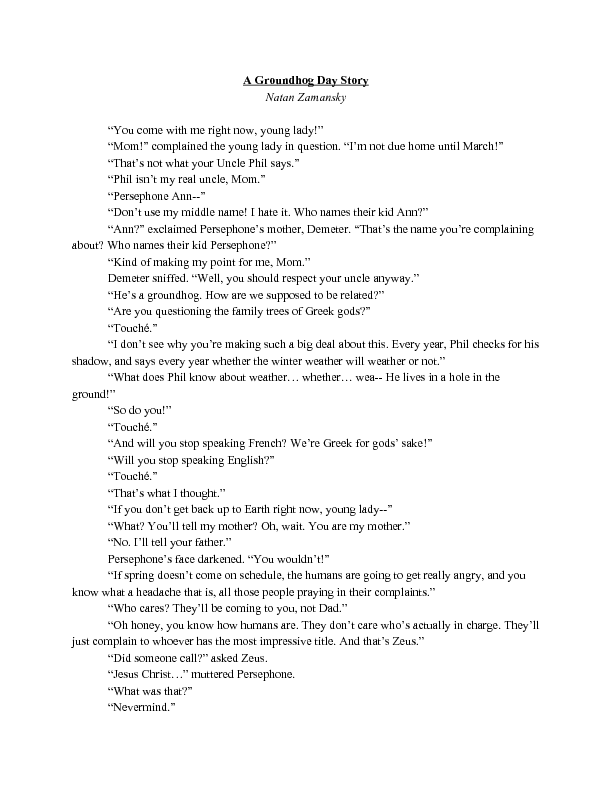 A Groundhog Day Story
Natan Zamansky
“You come with me right now, young lady!”
“Mom!” complained the young lady in question. “I’m not due home until March!”
“That’s not what your Uncle Phil says.”
“Phil isn’t my real uncle, Mom.”
“Persephone Ann--”
“Don’t use my middle name! I hate it. Who names their kid Ann?”
“Ann?” exclaimed Persephone’s mother, Demeter. “That’s the name you’re complaining
about? Who names their kid Persephone?”
“Kind of making my point for me, Mom.”
Demeter sniffed. “Well, you should respect your uncle anyway.”
“He’s a groundhog. How are we supposed to be related?”
“Are you questioning the family trees of Greek gods?”
“Touché.”
“I don’t see why you’re making such a big deal about this. Every year, Phil checks for his
shadow, and says every year whether the winter weather will weather or not.”
“What does Phil know about weather… whether… wea-- He lives in a hole in the
ground!”
“So do you!”
“Touché.”
“And will you stop speaking French? We’re Greek for gods’ sake!”
“Will you stop speaking English?”
“Touché.”
“That’s what I thought.”
“If you don’t get back up to Earth right now, young lady--”
“What? You’ll tell my mother? Oh, wait. You are my mother.”
“No. I’ll tell your father.”
Persephone’s face darkened. “You wouldn’t!”
“If spring doesn’t come on schedule, the humans are going to get really angry, and you
know what a headache that is, all those people praying in their complaints.”
“Who cares? They’ll be coming to you, not Dad.”
“Oh honey, you know how humans are. They don’t care who’s actually in charge. They’ll
just complain to whoever has the most impressive title. And that’s Zeus.”
“Did someone call?” asked Zeus.
“Jesus Christ…” muttered Persephone.
“What was that?”
“Nevermind.”